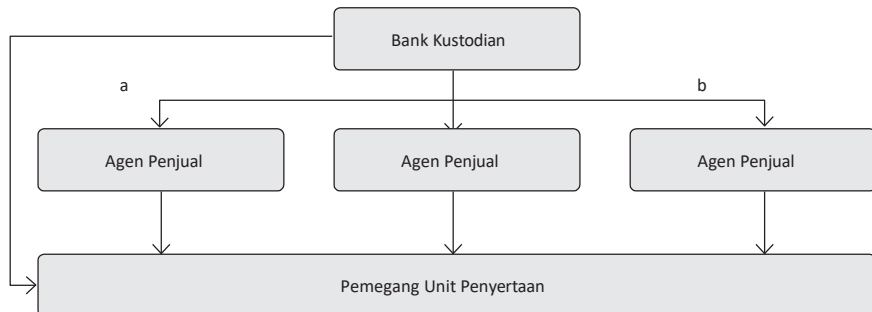 Bank Kustodian
a
b
Agen Penjual
Agen Penjual
Agen Penjual
Pemegang Unit Penyertaan